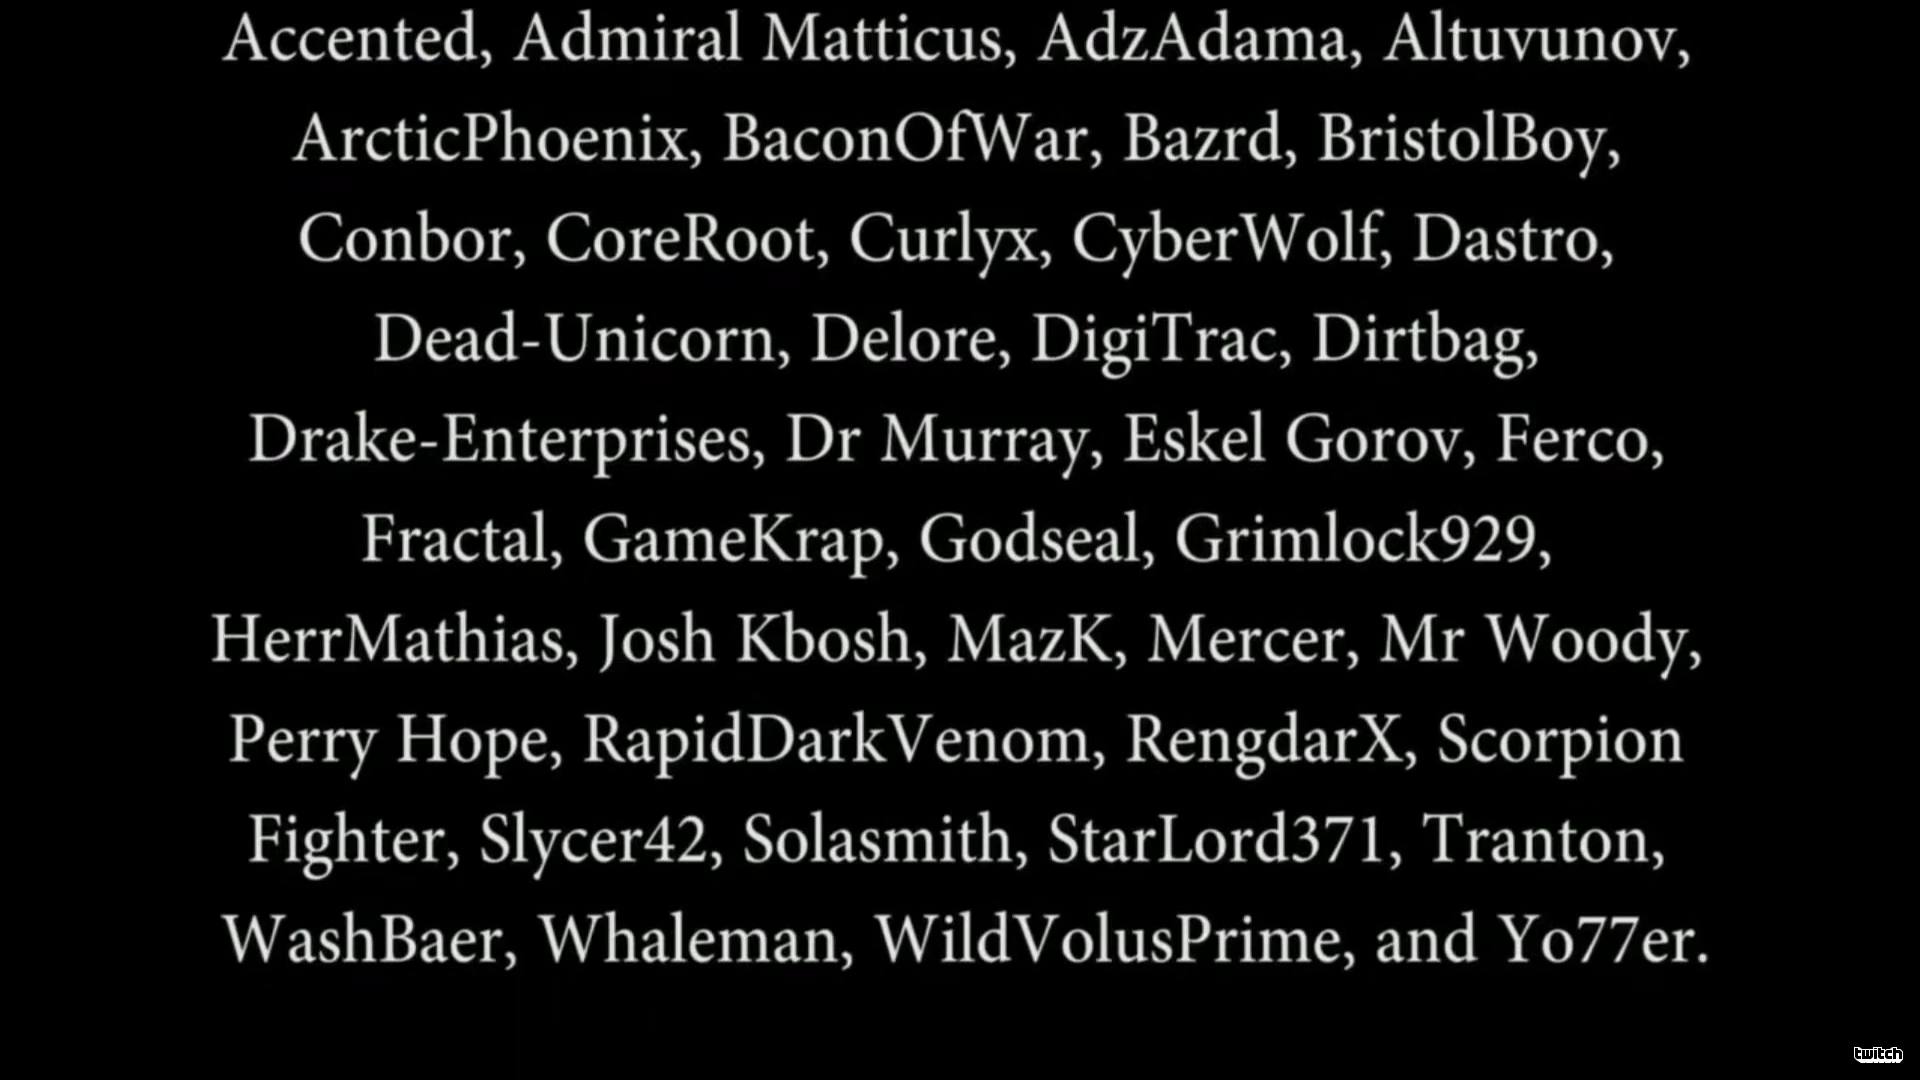 Accented, Admiral Matticus, AdzAdama, Altuvunov,
ArcticPhoenix, BaconOfWar, Bazrd, BristolBoy,
Conbor, CoreRoot, Curlyx, CyberWolf, Dastro,
Dead-Unicorn, Delore, DigiTrac, Dirtbag,
Drake-Enterprises, Dr Murray, Eskel Gorov, Ferco,
Fractal, GameKrap, Godseal, Grimlock929,
HerrMathias, Josh Kbosh, MazK, Mercer, Mr Woody,
Perry Hope, RapidDarkVenom, RengdarX, Scorpion
Fighter, Slycer42, Solasmith, StarLord371, Tranton,
WashBaer, Whaleman, WildVolusPrime, and Yo77er.
twitch